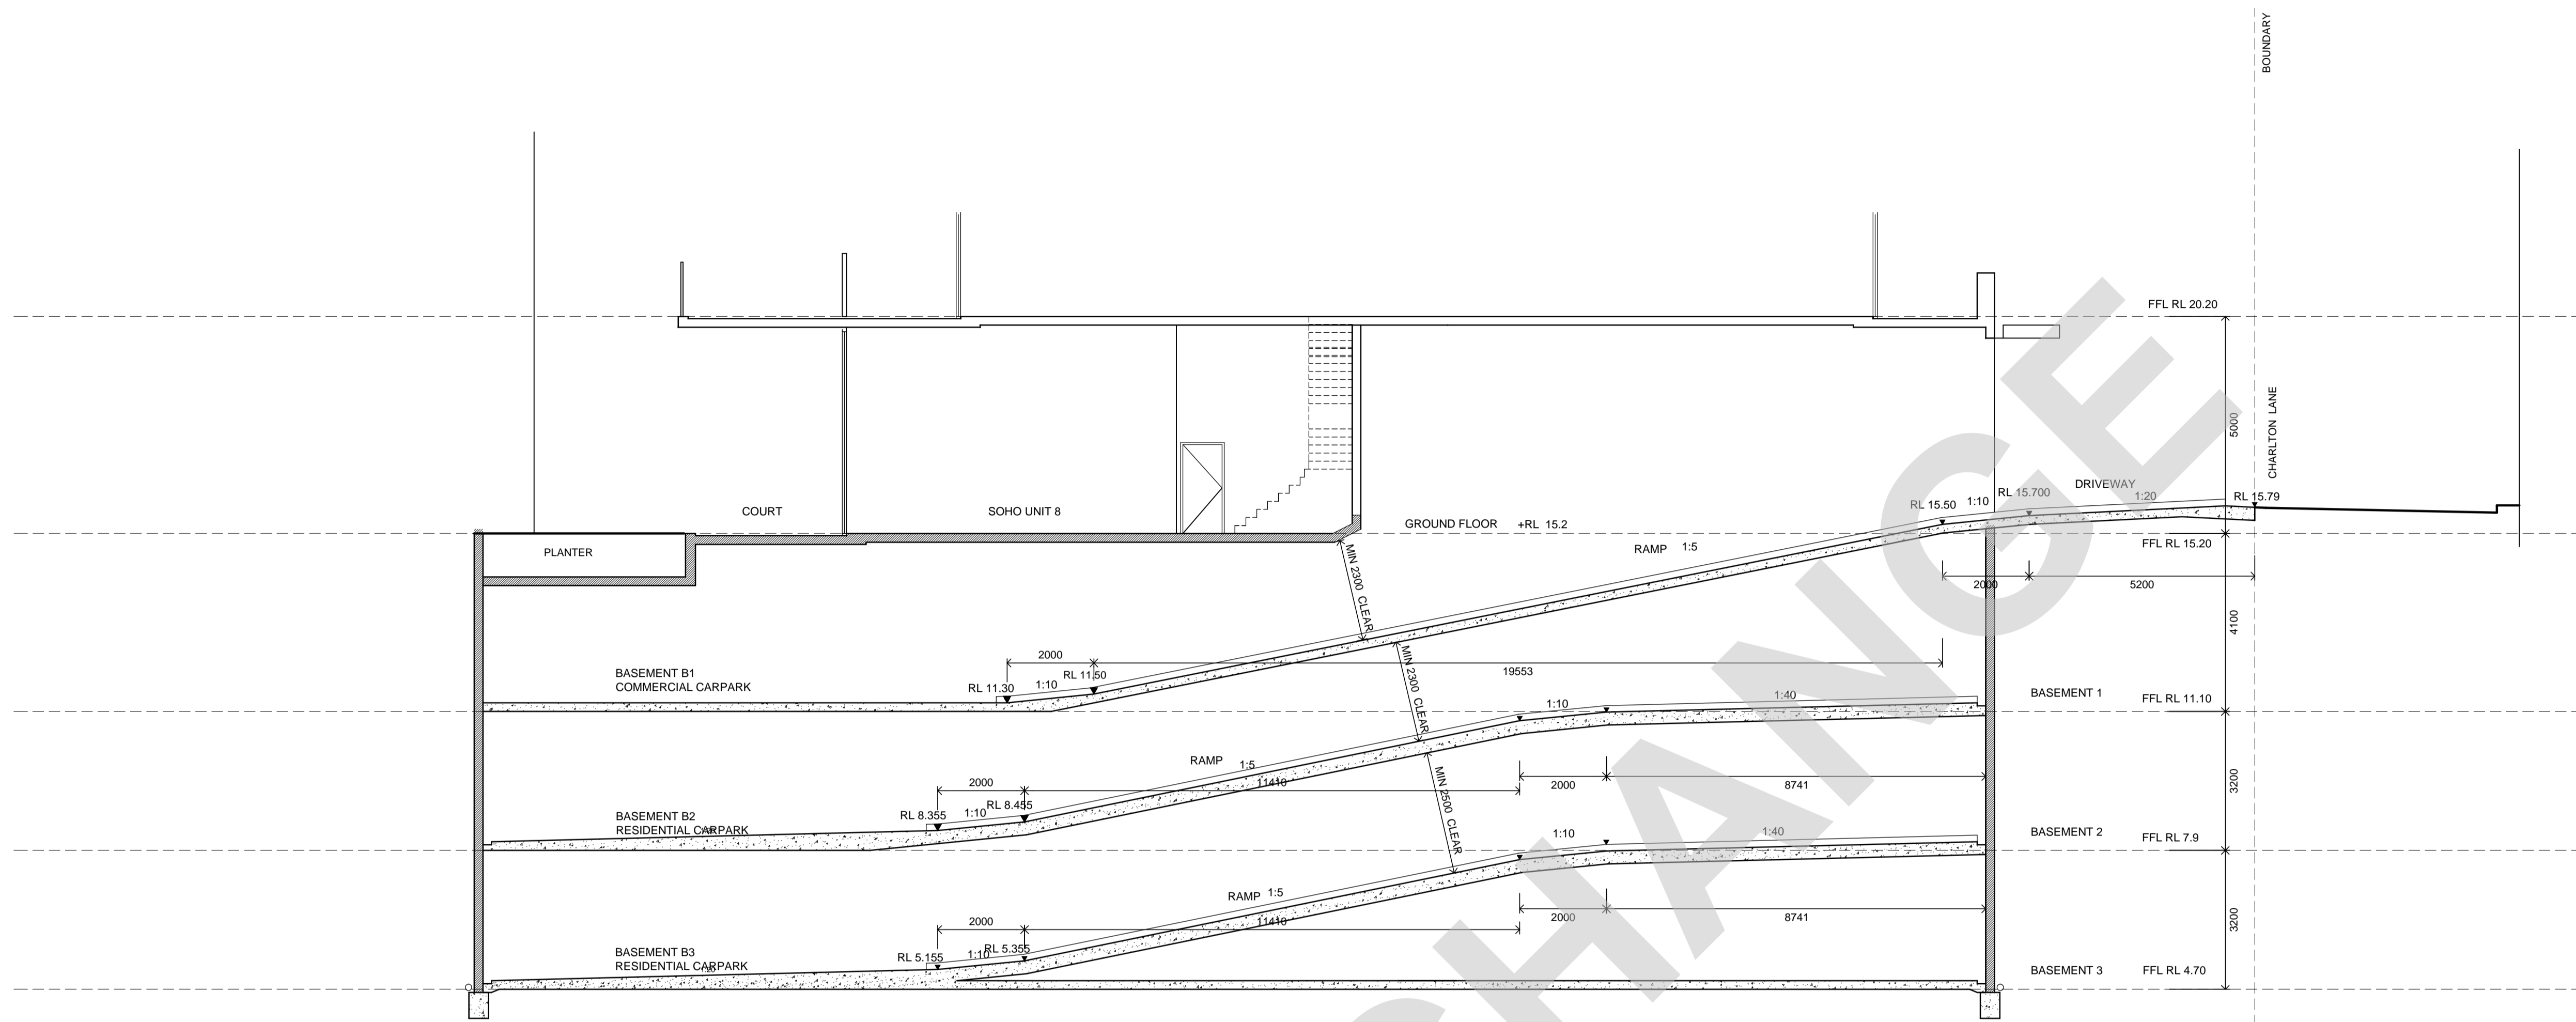 BOUNDARY
FFL RL 20.20
5000
CHARLTON LANE
DRIVEWAY
RL 15.700
1:20
RL 15.79
RL 15.50
1:10
COURT
SOHO UNIT 8
GROUND FLOOR +RL 15.2
PLANTER
MIN 2300 CLEAR
RAMP 1:5
FFL RL 15.20
2000
5200
4100
2000
19553
BASEMENT B1
COMMERCIAL CARPARK
RL 11.30
1:10
RL 11.50
MIN 2300 CLEAR
1:10
1:40
BASEMENT 1
FFL RL 11.10
RAMP 1:5
2000
11410
2000
8741
3200
BASEMENT B2
RESIDENTIAL CARPARK
RL 8.355
1:10
RL 8.455
MIN 2500 CLEAR
1:10
1:40
BASEMENT 2
FFL RL 7.9
RAMP 1:5
2000
11410
2000
8741
3200
BASEMENT B3
RESIDENTIAL CARPARK
RL 5.155
1:10
RL 5.355
BASEMENT 3
FFL RL 4.70
HANGE